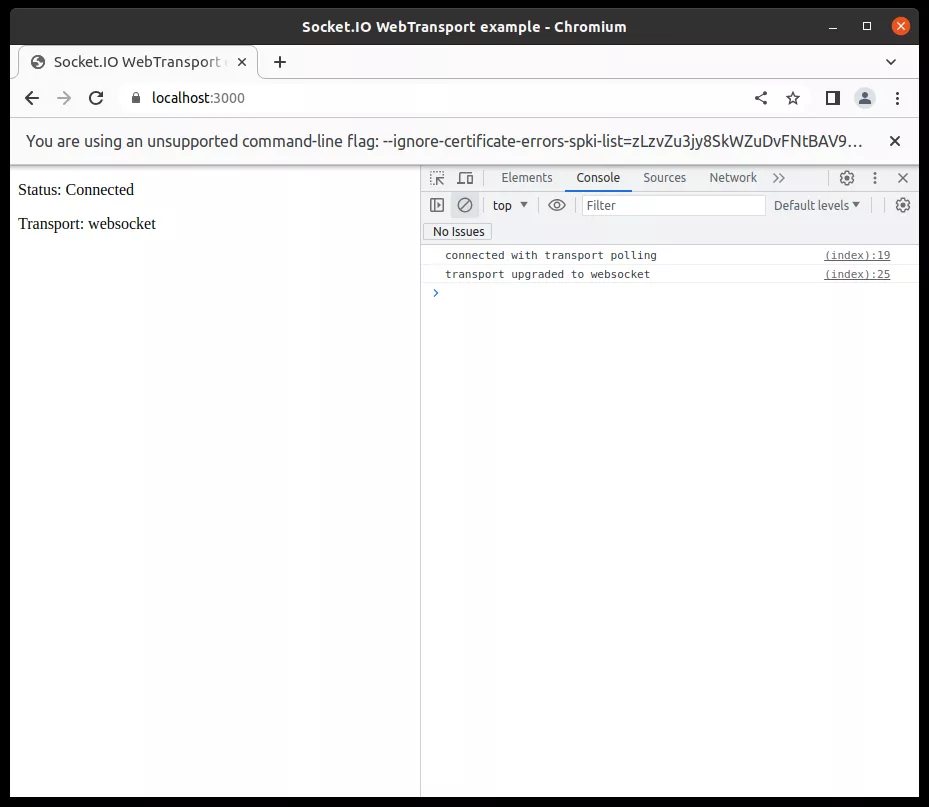 Socket.IO WebTransport example - Chromium
Socket.IO WebTransport
localhost:3000
You are using an unsupported command-line flag: --ignore-certificate-errors-spki-list=zLzvZu3jy8SkWZuDvFNtBAV9...
Status: Connected
Transport: websocket
Elements Console Sources Network
top Filter Default levels
No Issues
connected with transport polling (index):19
transport upgraded to websocket (index):25